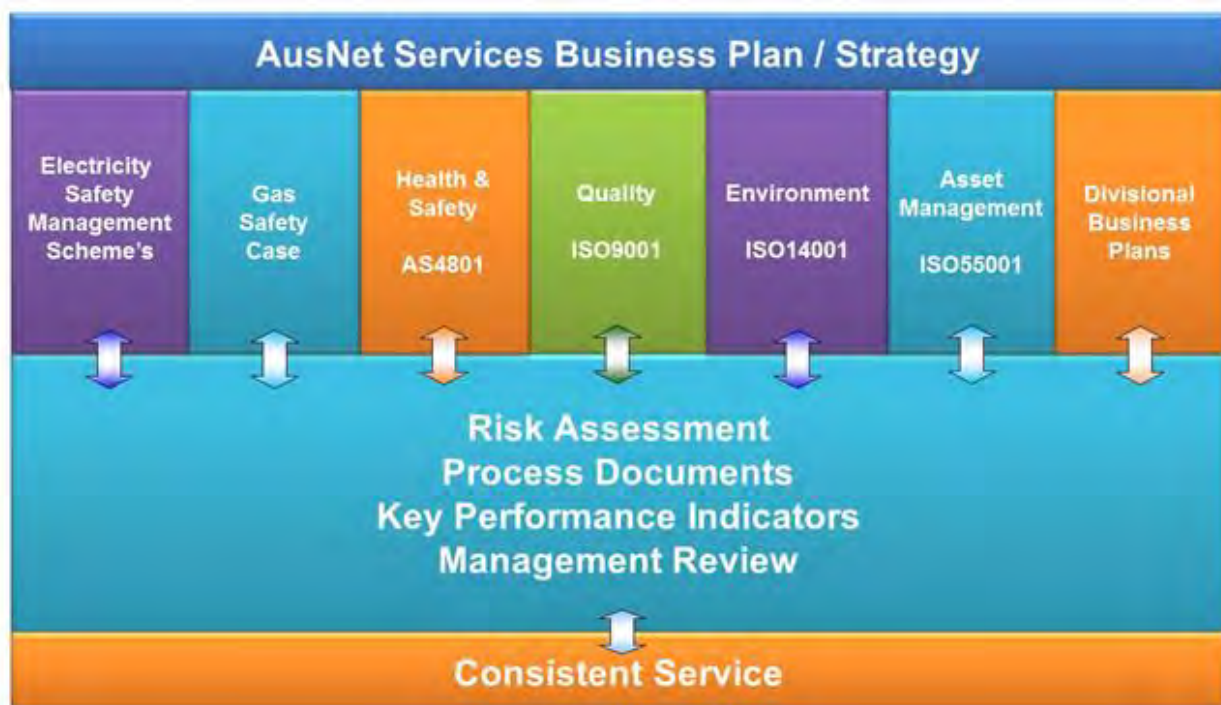 AusNet Services Business Plan / Strategy
Electricity
Safety
Management
Scheme's
Gas
Safety
Case
Health &
Safety
AS4801
Quality
ISO9001
Environment
ISO14001
Asset
Management
ISO55001
Divisional
Business
Plans
Risk Assessment
Process Documents
Key Performance Indicators
Management Review
Consistent Service